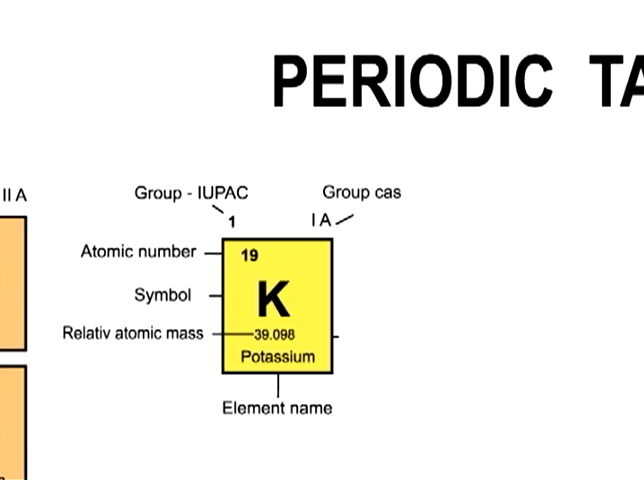 PERIODIC TA
II A
Group - IUPAC
Group cas
1
I A
Atomic number
19
Symbol
K
Relativ atomic mass
39.098
Potassium
Element name